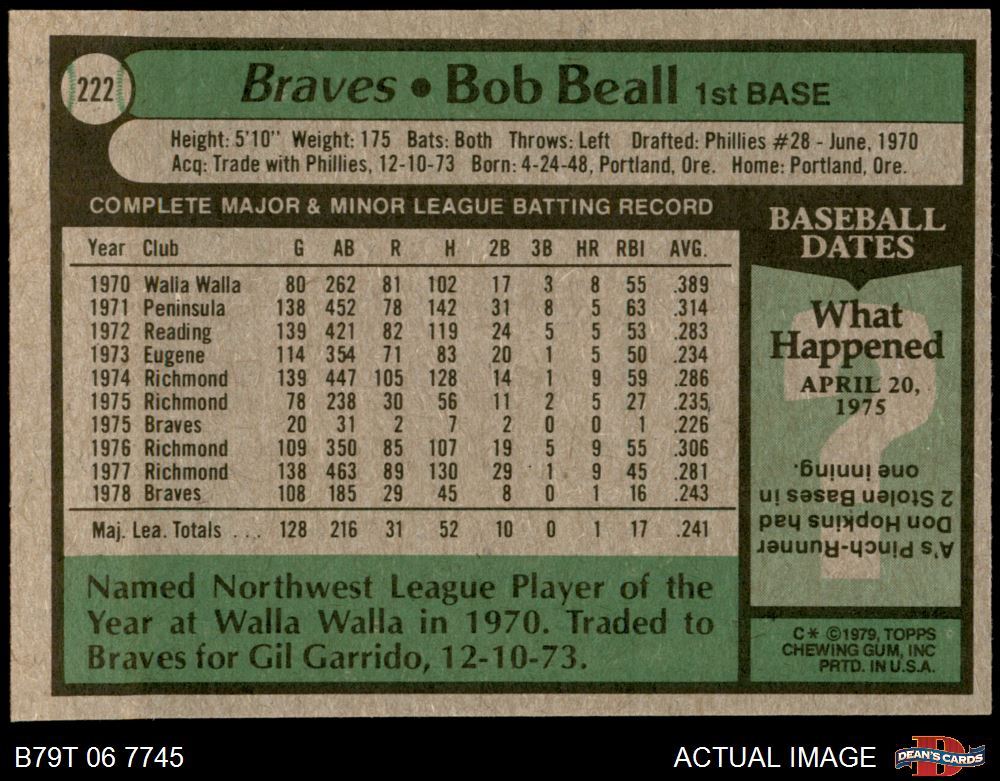 222
Braves • Bob Beall 1st BASE
Height: 5'10" Weight: 175 Bats: Both Throws: Left Drafted: Phillies #28 - June, 1970
Acq: Trade with Phillies, 12-10-73 Born: 4-24-48, Portland, Ore. Home: Portland, Ore.
COMPLETE MAJOR & MINOR LEAGUE BATTING RECORD
Year Club G AB R H 2B 3B HR RBI AVG.
1970 Walla Walla 80 262 81 102 17 3 8 55 .389
1971 Peninsula 138 452 78 142 31 8 5 63 .314
1972 Reading 139 421 82 119 24 5 5 53 .283
1973 Eugene 114 354 71 83 20 1 5 50 .234
1974 Richmond 139 447 105 128 14 1 9 59 .286
1975 Richmond 78 238 30 56 11 2 5 27 .235
1975 Braves 20 31 2 7 2 0 0 1 .226
1976 Richmond 109 350 85 107 19 5 9 55 .306
1977 Richmond 138 463 89 130 29 1 9 45 .281
1978 Braves 108 185 29 45 8 0 1 16 .243
Maj. Lea. Totals . . . 128 216 31 52 10 0 1 17 .241
Named Northwest League Player of the
Year at Walla Walla in 1970. Traded to
Braves for Gil Garrido, 12-10-73.
BASEBALL
DATES
What
Happened
APRIL 20,
1975
?
A's Pinch-Runner
Don Hopkins had
2 Stolen Bases in
one inning.
C* ©1979, TOPPS
CHEWING GUM, INC
PRTD. IN U.S.A.
B79T 06 7745
ACTUAL IMAGE
D
DEAN'S CARDS